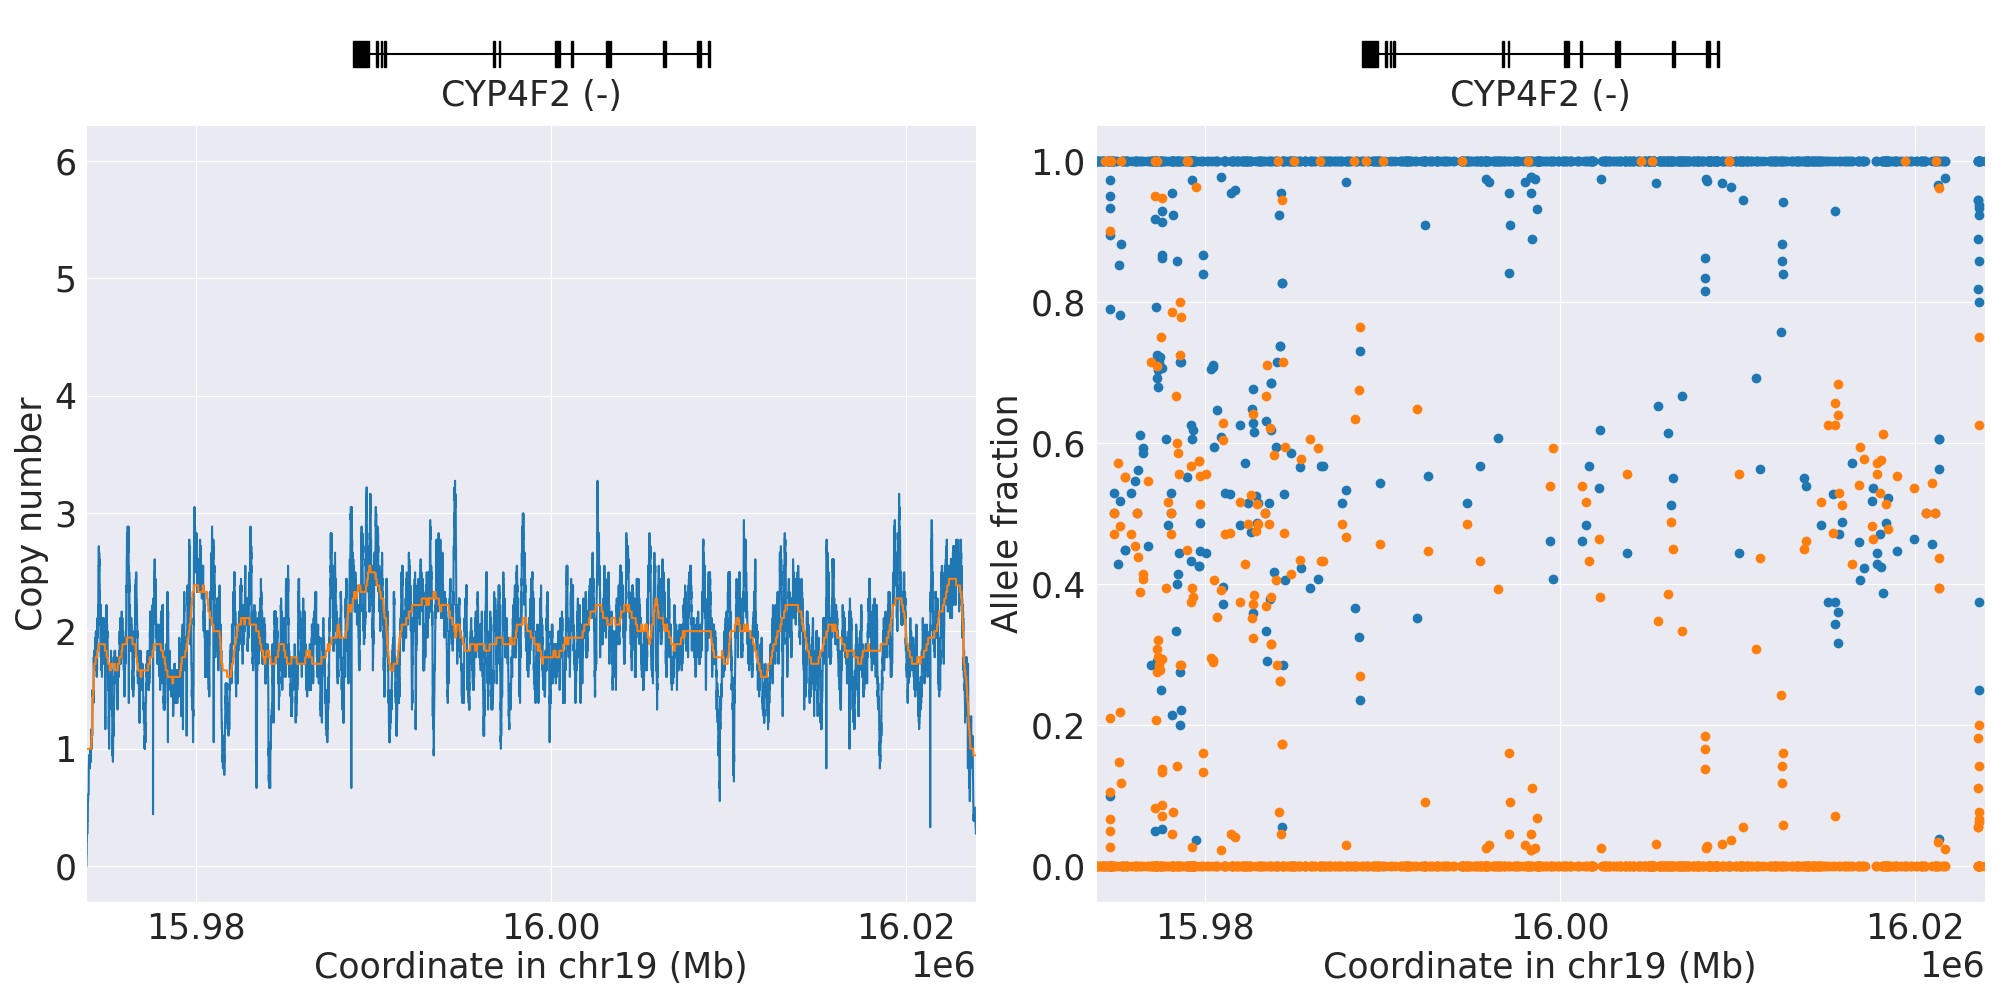 CYP4F2 (-)
CYP4F2 (-)
Copy number
6
5
4
3
2
1
0
15.98
16.00
16.02
Coordinate in chr19 (Mb)
1e6
Allele fraction
1.0
0.8
0.6
0.4
0.2
0.0
15.98
16.00
16.02
Coordinate in chr19 (Mb)
1e6